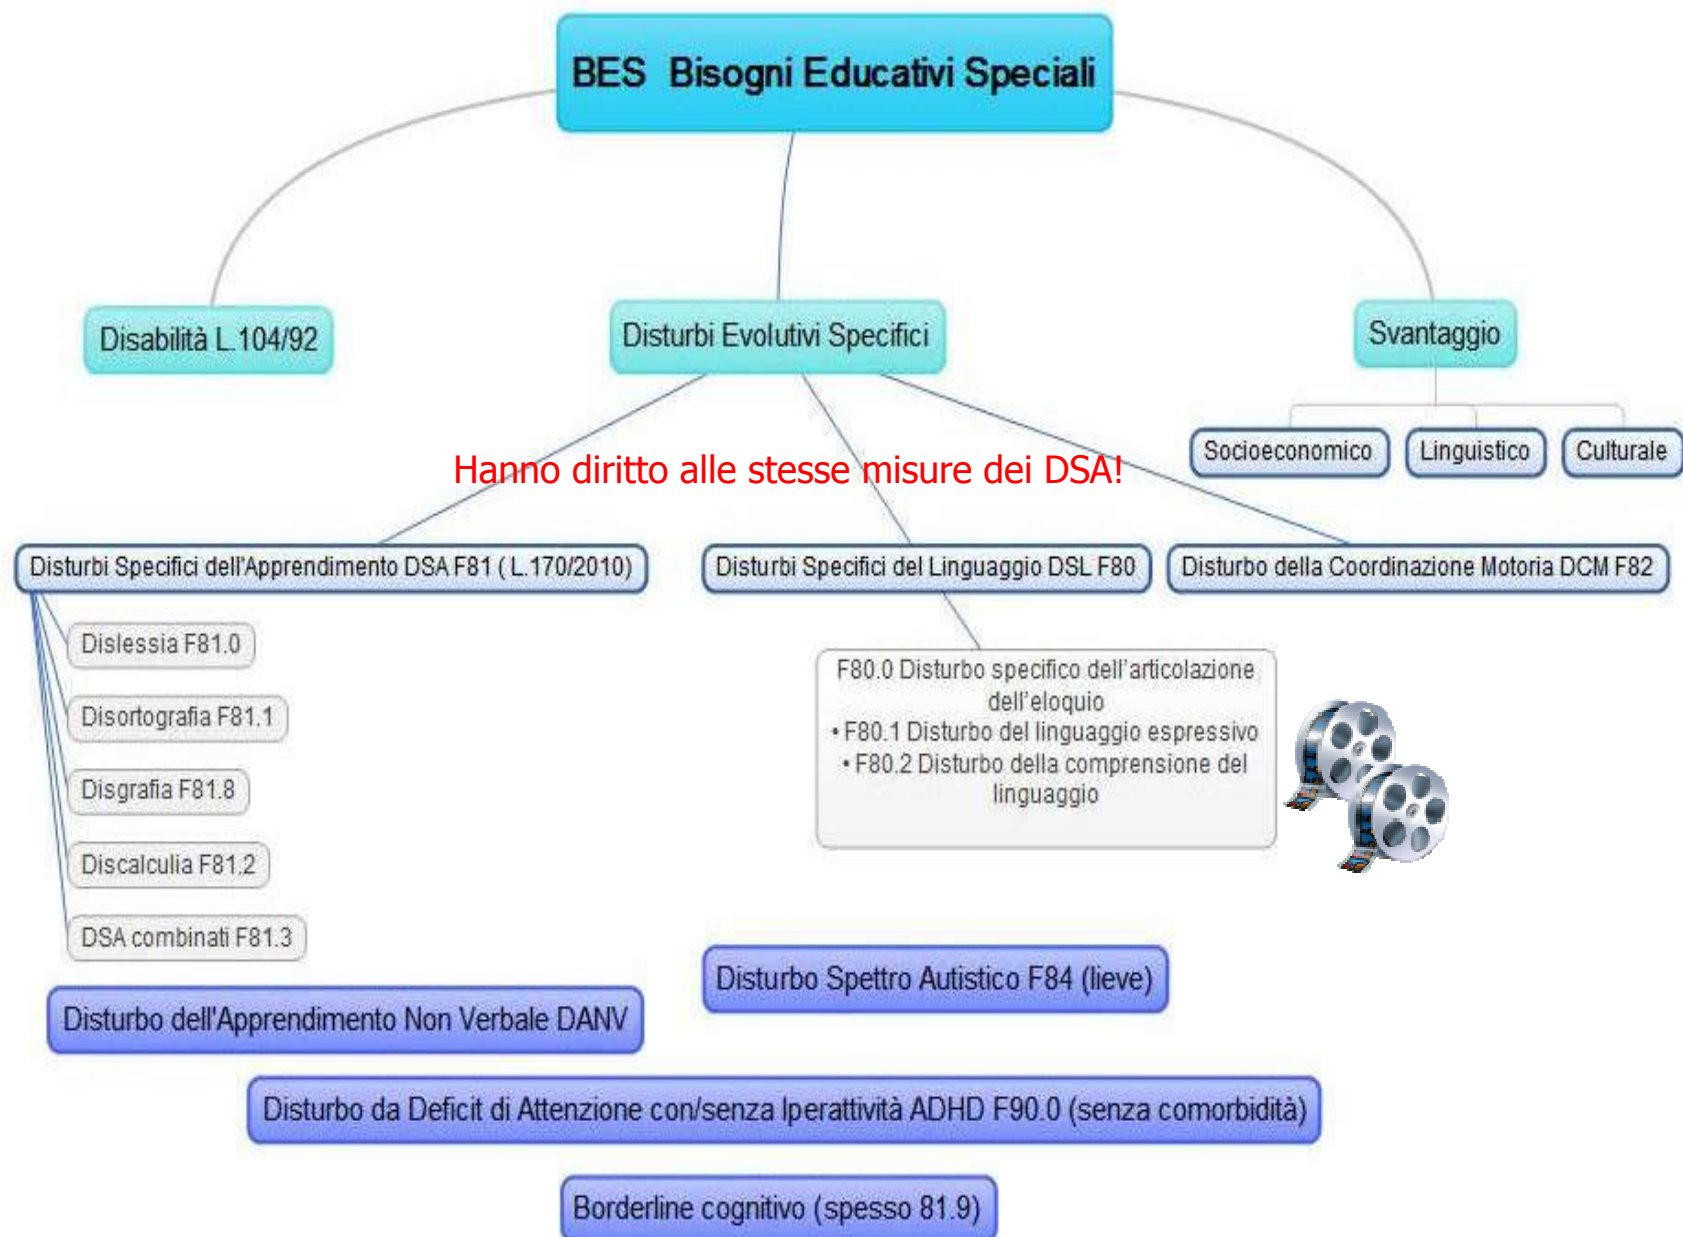 BES  Bisogni Educativi Speciali
Disabilità L.104/92
Disturbi Evolutivi Specifici
Svantaggio
Socioeconomico
Linguistico
Culturale
Hanno diritto alle stesse misure dei DSA!
Disturbi Specifici dell'Apprendimento DSA F81 ( L.170/2010)
Disturbi Specifici del Linguaggio DSL F80
Disturbo della Coordinazione Motoria DCM F82
Dislessia F81.0
Disortografia F81.1
Disgrafia F81.8
Discalculia F81.2
DSA combinati F81.3
F80.0 Disturbo specifico dell'articolazione
dell'eloquio
• F80.1 Disturbo del linguaggio espressivo
• F80.2 Disturbo della comprensione del
linguaggio
Disturbo Spettro Autistico F84 (lieve)
Disturbo dell'Apprendimento Non Verbale DANV
Disturbo da Deficit di Attenzione con/senza Iperattività ADHD F90.0 (senza comorbidità)
Borderline cognitivo (spesso 81.9)